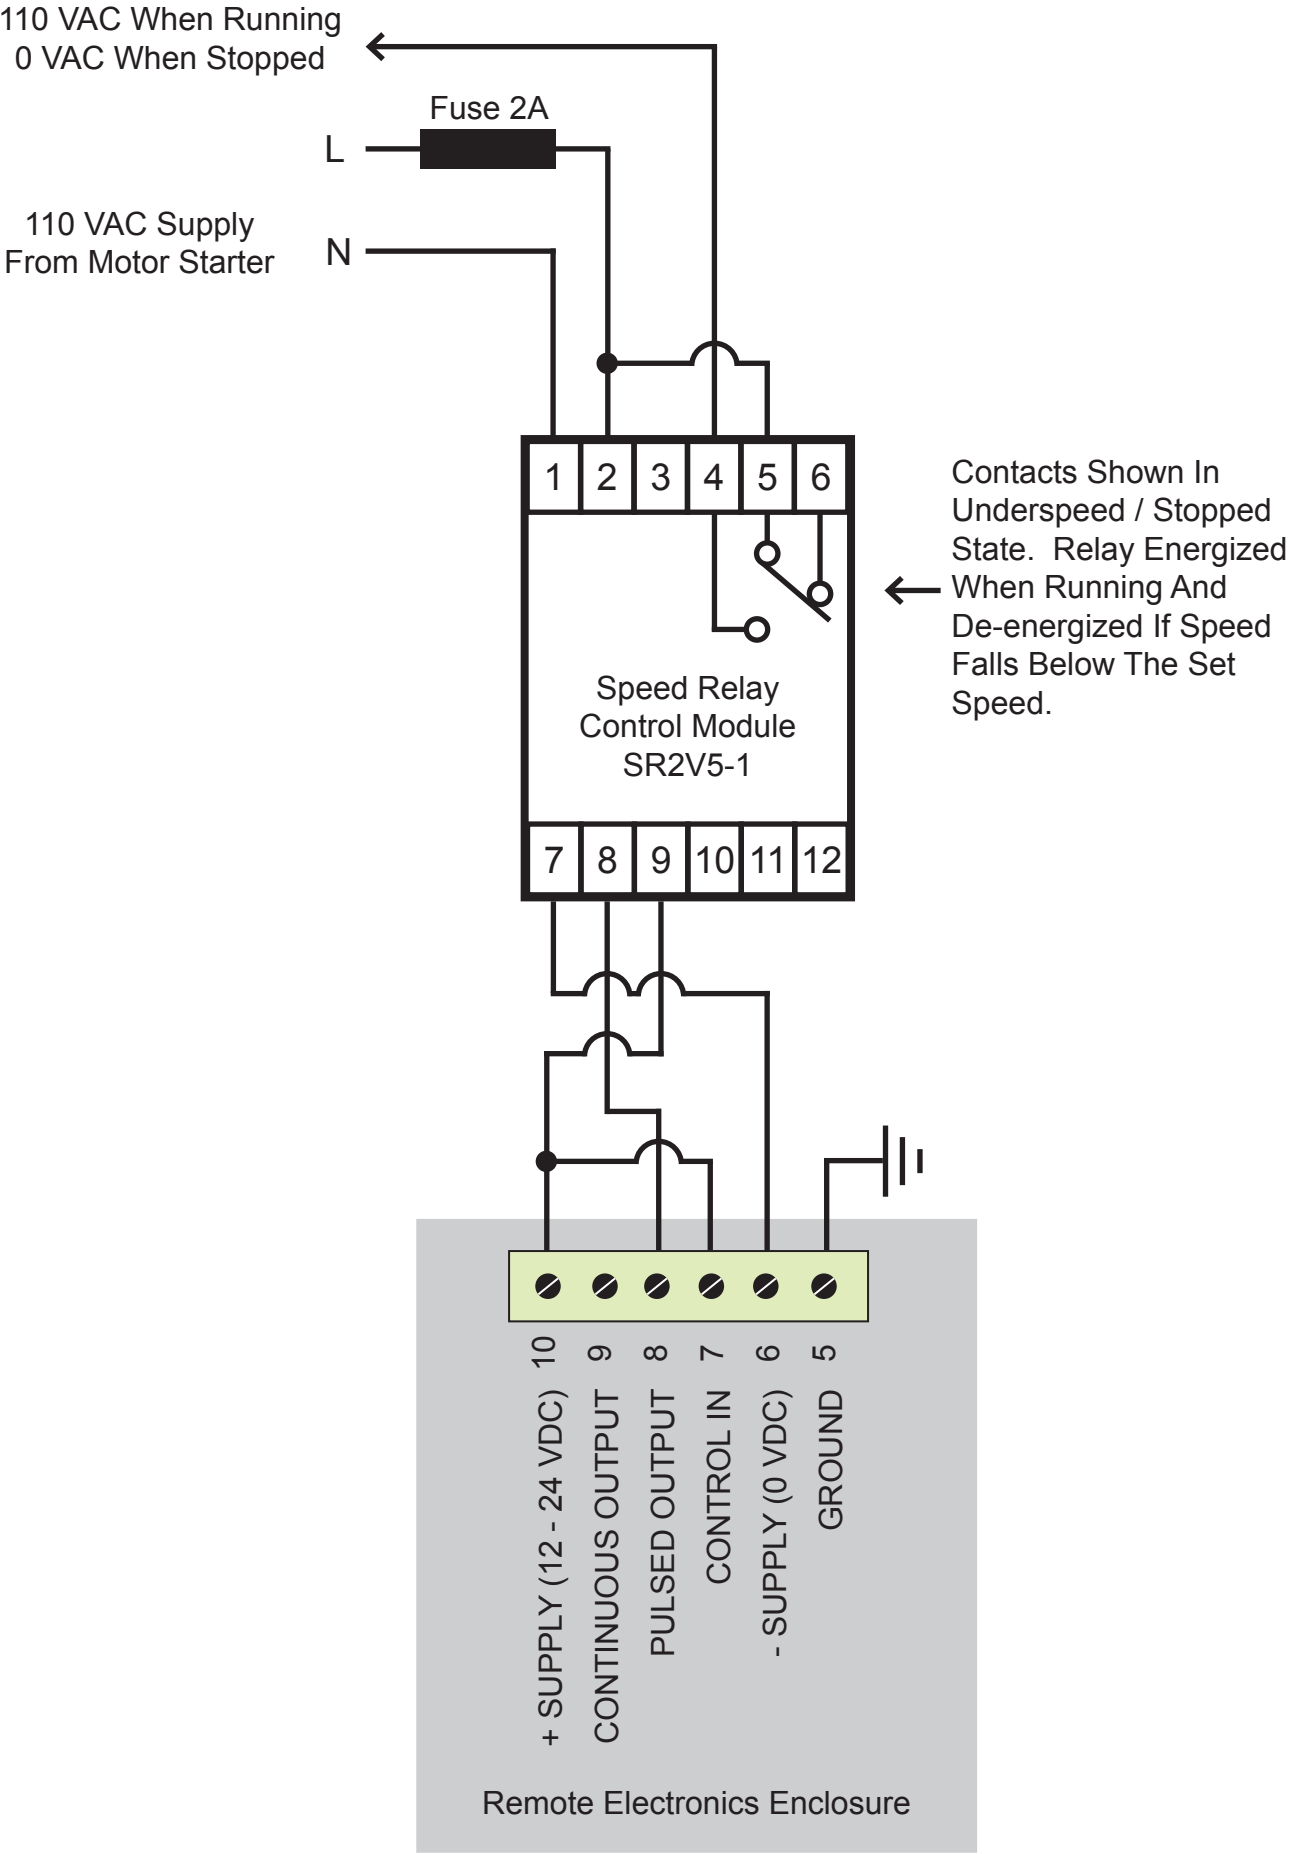 110 VAC When Running
0 VAC When Stopped
Fuse 2A
L
110 VAC Supply
From Motor Starter
N
1 2 3 4 5 6
Contacts Shown In
Underspeed / Stopped
State. Relay Energized
When Running And
De-energized If Speed
Falls Below The Set
Speed.
Speed Relay
Control Module
SR2V5-1
7 8 9 10 11 12
10
9
8
7
6
5
+ SUPPLY (12 - 24 VDC)
CONTINUOUS OUTPUT
PULSED OUTPUT
CONTROL IN
- SUPPLY (0 VDC)
GROUND
Remote Electronics Enclosure